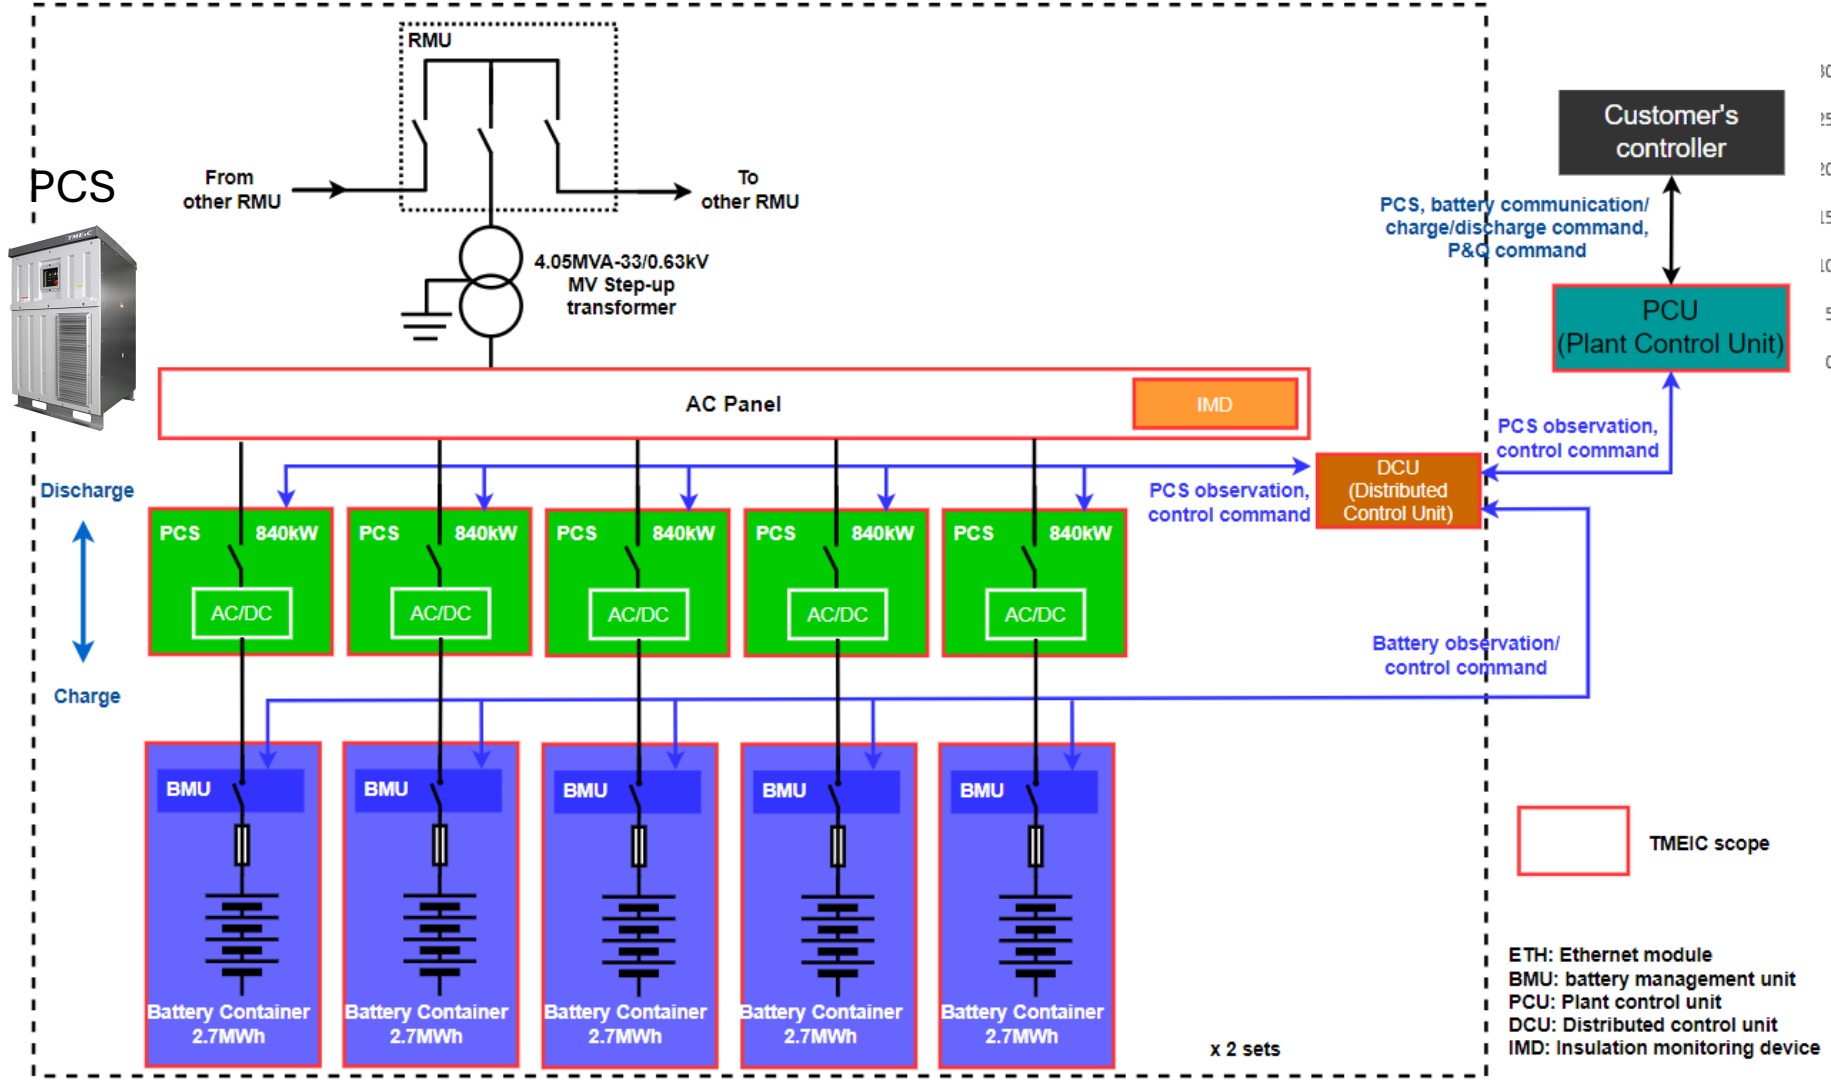 RMU
PCS
From
other RMU
To
other RMU
4.05MVA-33/0.63kV
MV Step-up
transformer
TMEIC
AC Panel
IMD
Customer's
controller
PCS, battery communication/
charge/discharge command,
P&Q command
PCU
(Plant Control Unit)
PCS observation,
control command
DCU
(Distributed
Control Unit)
PCS observation,
control command
Discharge
Charge
PCS 840kW
AC/DC
PCS 840kW
AC/DC
PCS 840kW
AC/DC
PCS 840kW
AC/DC
PCS 840kW
AC/DC
Battery observation/
control command
BMU
Battery Container
2.7MWh
BMU
Battery Container
2.7MWh
BMU
Battery Container
2.7MWh
BMU
Battery Container
2.7MWh
BMU
Battery Container
2.7MWh
x 2 sets
TMEIC scope
ETH: Ethernet module
BMU: battery management unit
PCU: Plant control unit
DCU: Distributed control unit
IMD: Insulation monitoring device